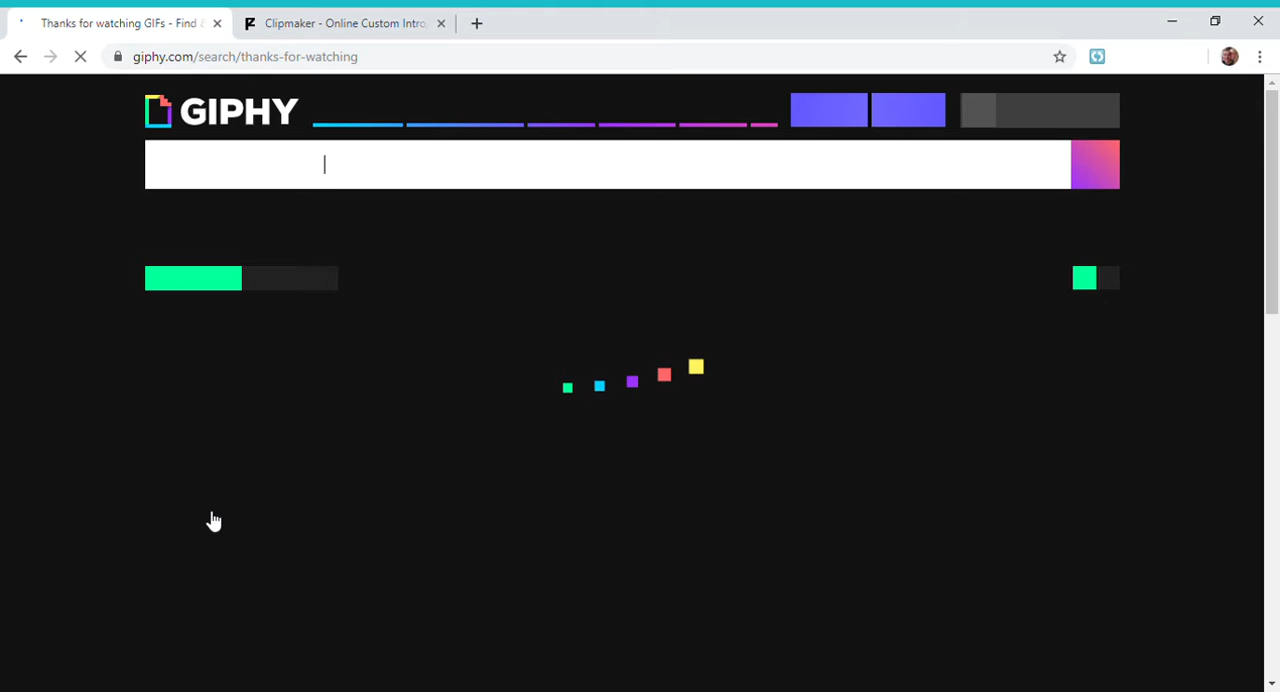 Thanks for watching GIFs - Find &
Clipmaker - Online Custom Intro,
giphy.com/search/thanks-for-watching
GIPHY